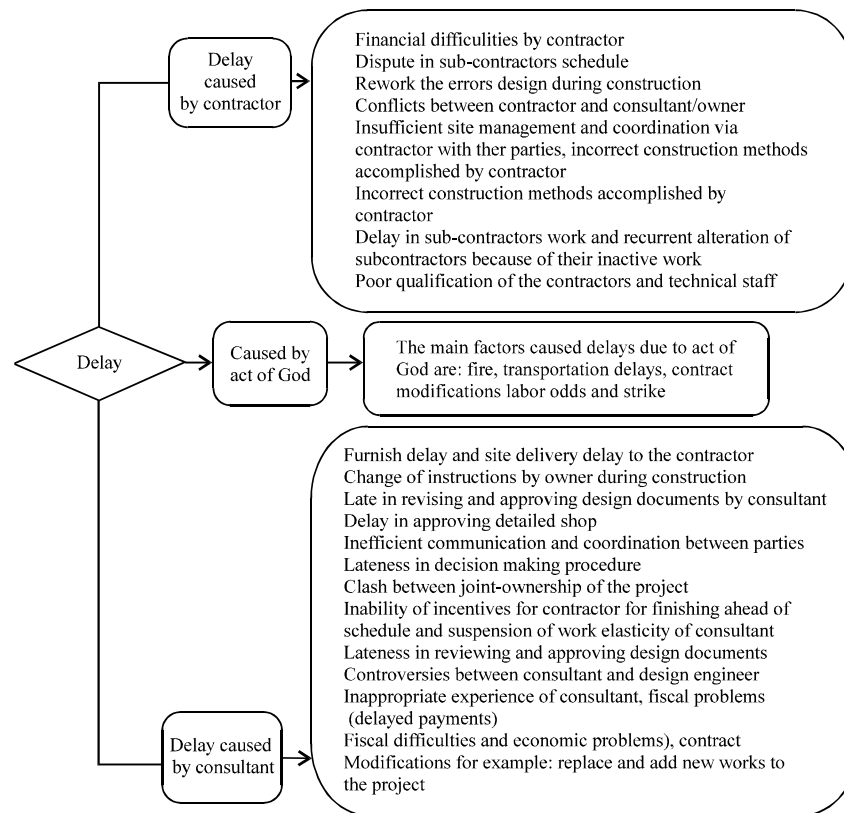 Delay
caused
by contractor
Financial difficulities by contractor
Dispute in sub-contractors schedule
Rework the errors design during construction
Conflicts between contractor and consultant/owner
Insufficient site management and coordination via
contractor with ther parties, incorrect construction methods
accomplished by contractor
Incorrect construction methods accomplished by
contractor
Delay in sub-contractors work and recurrent alteration of
subcontractors because of their inactive work
Poor qualification of the contractors and technical staff
Delay
Caused by
act of God
The main factors caused delays due to act of
God are: fire, transportation delays, contract
modifications labor odds and strike
Furnish delay and site delivery delay to the contractor
Change of instructions by owner during construction
Late in revising and approving design documents by consultant
Delay in approving detailed shop
Inefficient communication and coordination between parties
Lateness in decision making procedure
Clash between joint-ownership of the project
Inability of incentives for contractor for finishing ahead of
schedule and suspension of work elasticity of consultant
Lateness in reviewing and approving design documents
Controversies between consultant and design engineer
Inappropriate experience of consultant, fiscal problems
(delayed payments)
Fiscal difficulties and economic problems), contract
Modifications for example: replace and add new works to
the project
Delay caused
by consultant